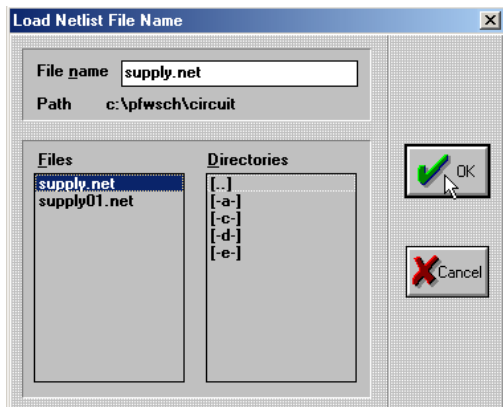 Load Netlist File Name
File name supply.net
Path c:\pfwsch\circuit
Files
supply.net
supply01.net
Directories
[..]
[-a-]
[-c-]
[-d-]
[-e-]
OK
Cancel